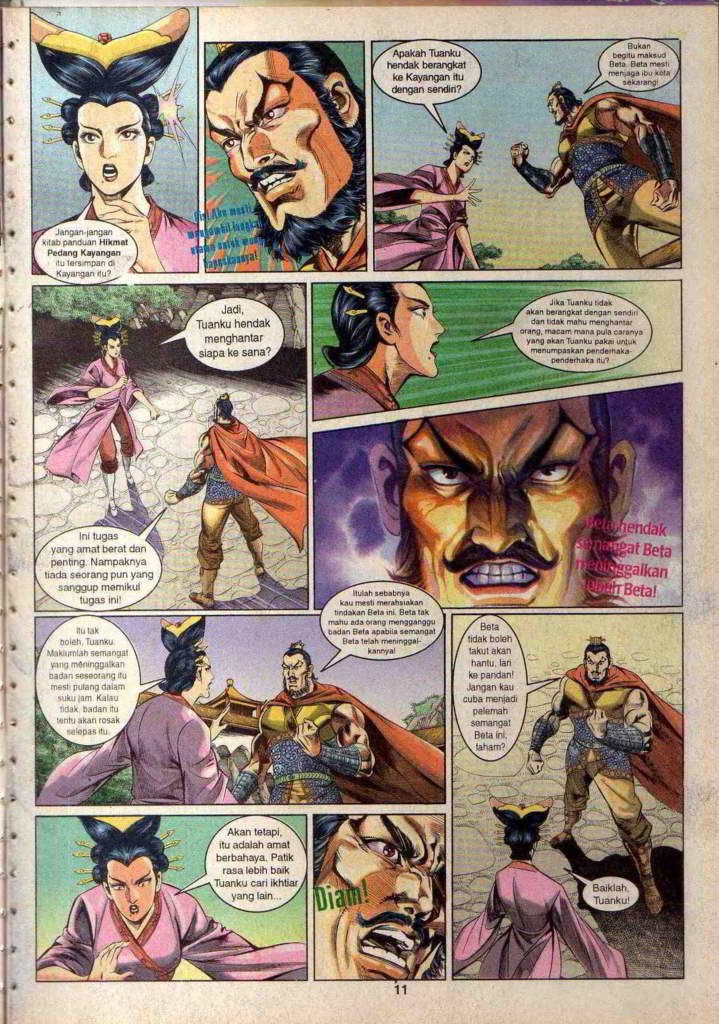 Jangan-jangan
kitab panduan Hikmat
Pedang Kayangan
itu tersimpan di
Kayangan itu?
Apakah Tuanku
hendak berangkat
ke Kayangan itu
dengan sendiri?
Bukan
begitu maksud
Beta. Beta mesti
menjaga ibu kota
sekarang!
Jadi,
Tuanku hendak
menghantar
siapa ke sana?
Ini tugas
yang amat berat dan
penting. Nampaknya
tiada seorang pun yang
sanggup memikul
tugas ini!
Jika Tuanku tidak
akan berangkat dengan sendiri
dan tidak mahu menghantar
orang, macam mana pula caranya
yang akan Tuanku pakai untuk
menumpaskan penderhaka-
penderhaka itu?
Beta hendak
semangat Beta
meninggalkan
tubuh Beta!
Itu tak
boleh, Tuanku.
Maklumlah semangat
yang meninggalkan
badan seseorang itu
mesti pulang dalam
suku jam. Kalau
tidak, badan itu
tentu akan rosak
selepas itu.
Itulah sebabnya
kau mesti merahsiakan
tindakan Beta ini. Beta tak
mahu ada orang mengganggu
badan Beta apabila semangat
Beta telah meninggal-
kannya!
Beta
tidak boleh
takut akan
hantu, lari
ke pandan!
Jangan kau
cuba menjadi
pelemah
semangat
Beta ini,
faham?
Baiklah,
Tuanku!
Akan tetapi,
itu adalah amat
berbahaya. Patik
rasa lebih baik
Tuanku cari ikhtiar
yang lain...
Diam!
11